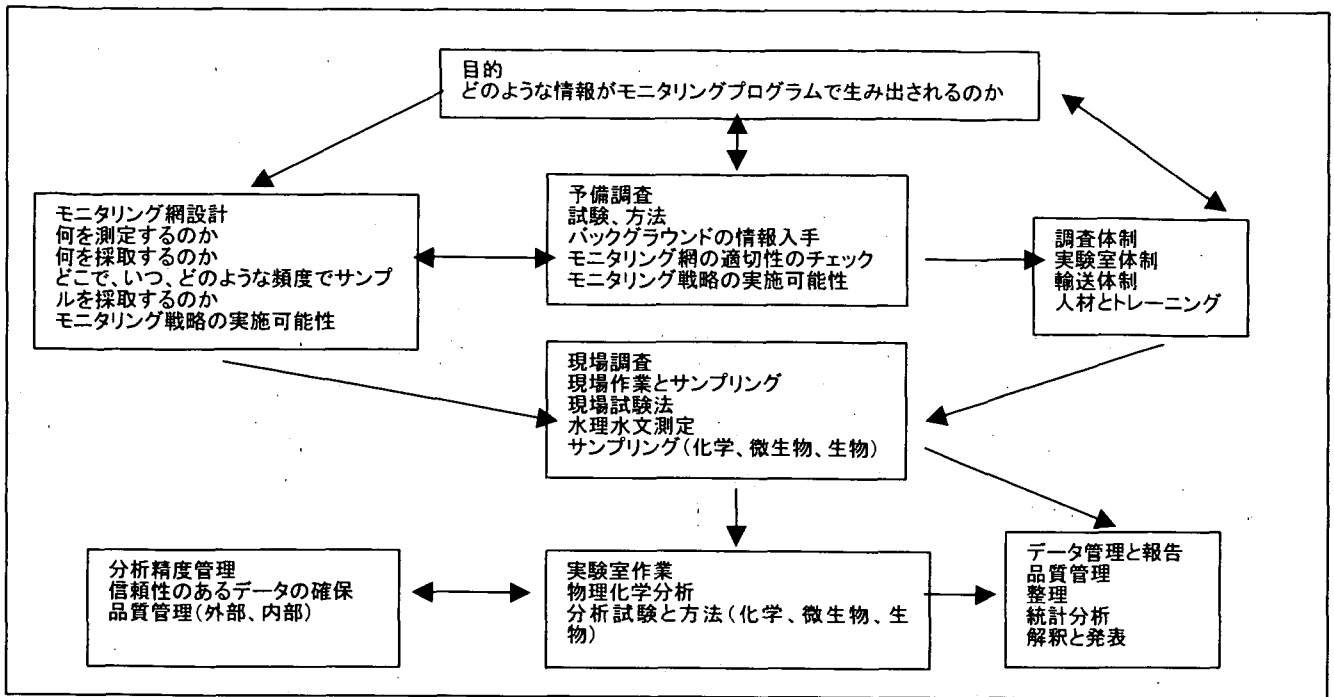 目的
どのような情報がモニタリングプログラムで生み出されるのか
モニタリング網設計
何を測定するのか
何を採取するのか
どこで、いつ、どのような頻度でサンプ
ルを採取するのか
モニタリング戦略の実施可能性
予備調査
試験、方法
バックグラウンドの情報入手
モニタリング網の適切性のチェック
モニタリング戦略の実施可能性
調査体制
実験室体制
輸送体制
人材とトレーニング
現場調査
現場作業とサンプリング
現場試験法
水理水文測定
サンプリング(化学、微生物、生物)
分析精度管理
信頼性のあるデータの確保
品質管理(外部、内部)
実験室作業
物理化学分析
分析試験と方法(化学、微生物、生
物)
データ管理と報告
品質管理
整理
統計分析
解釈と発表